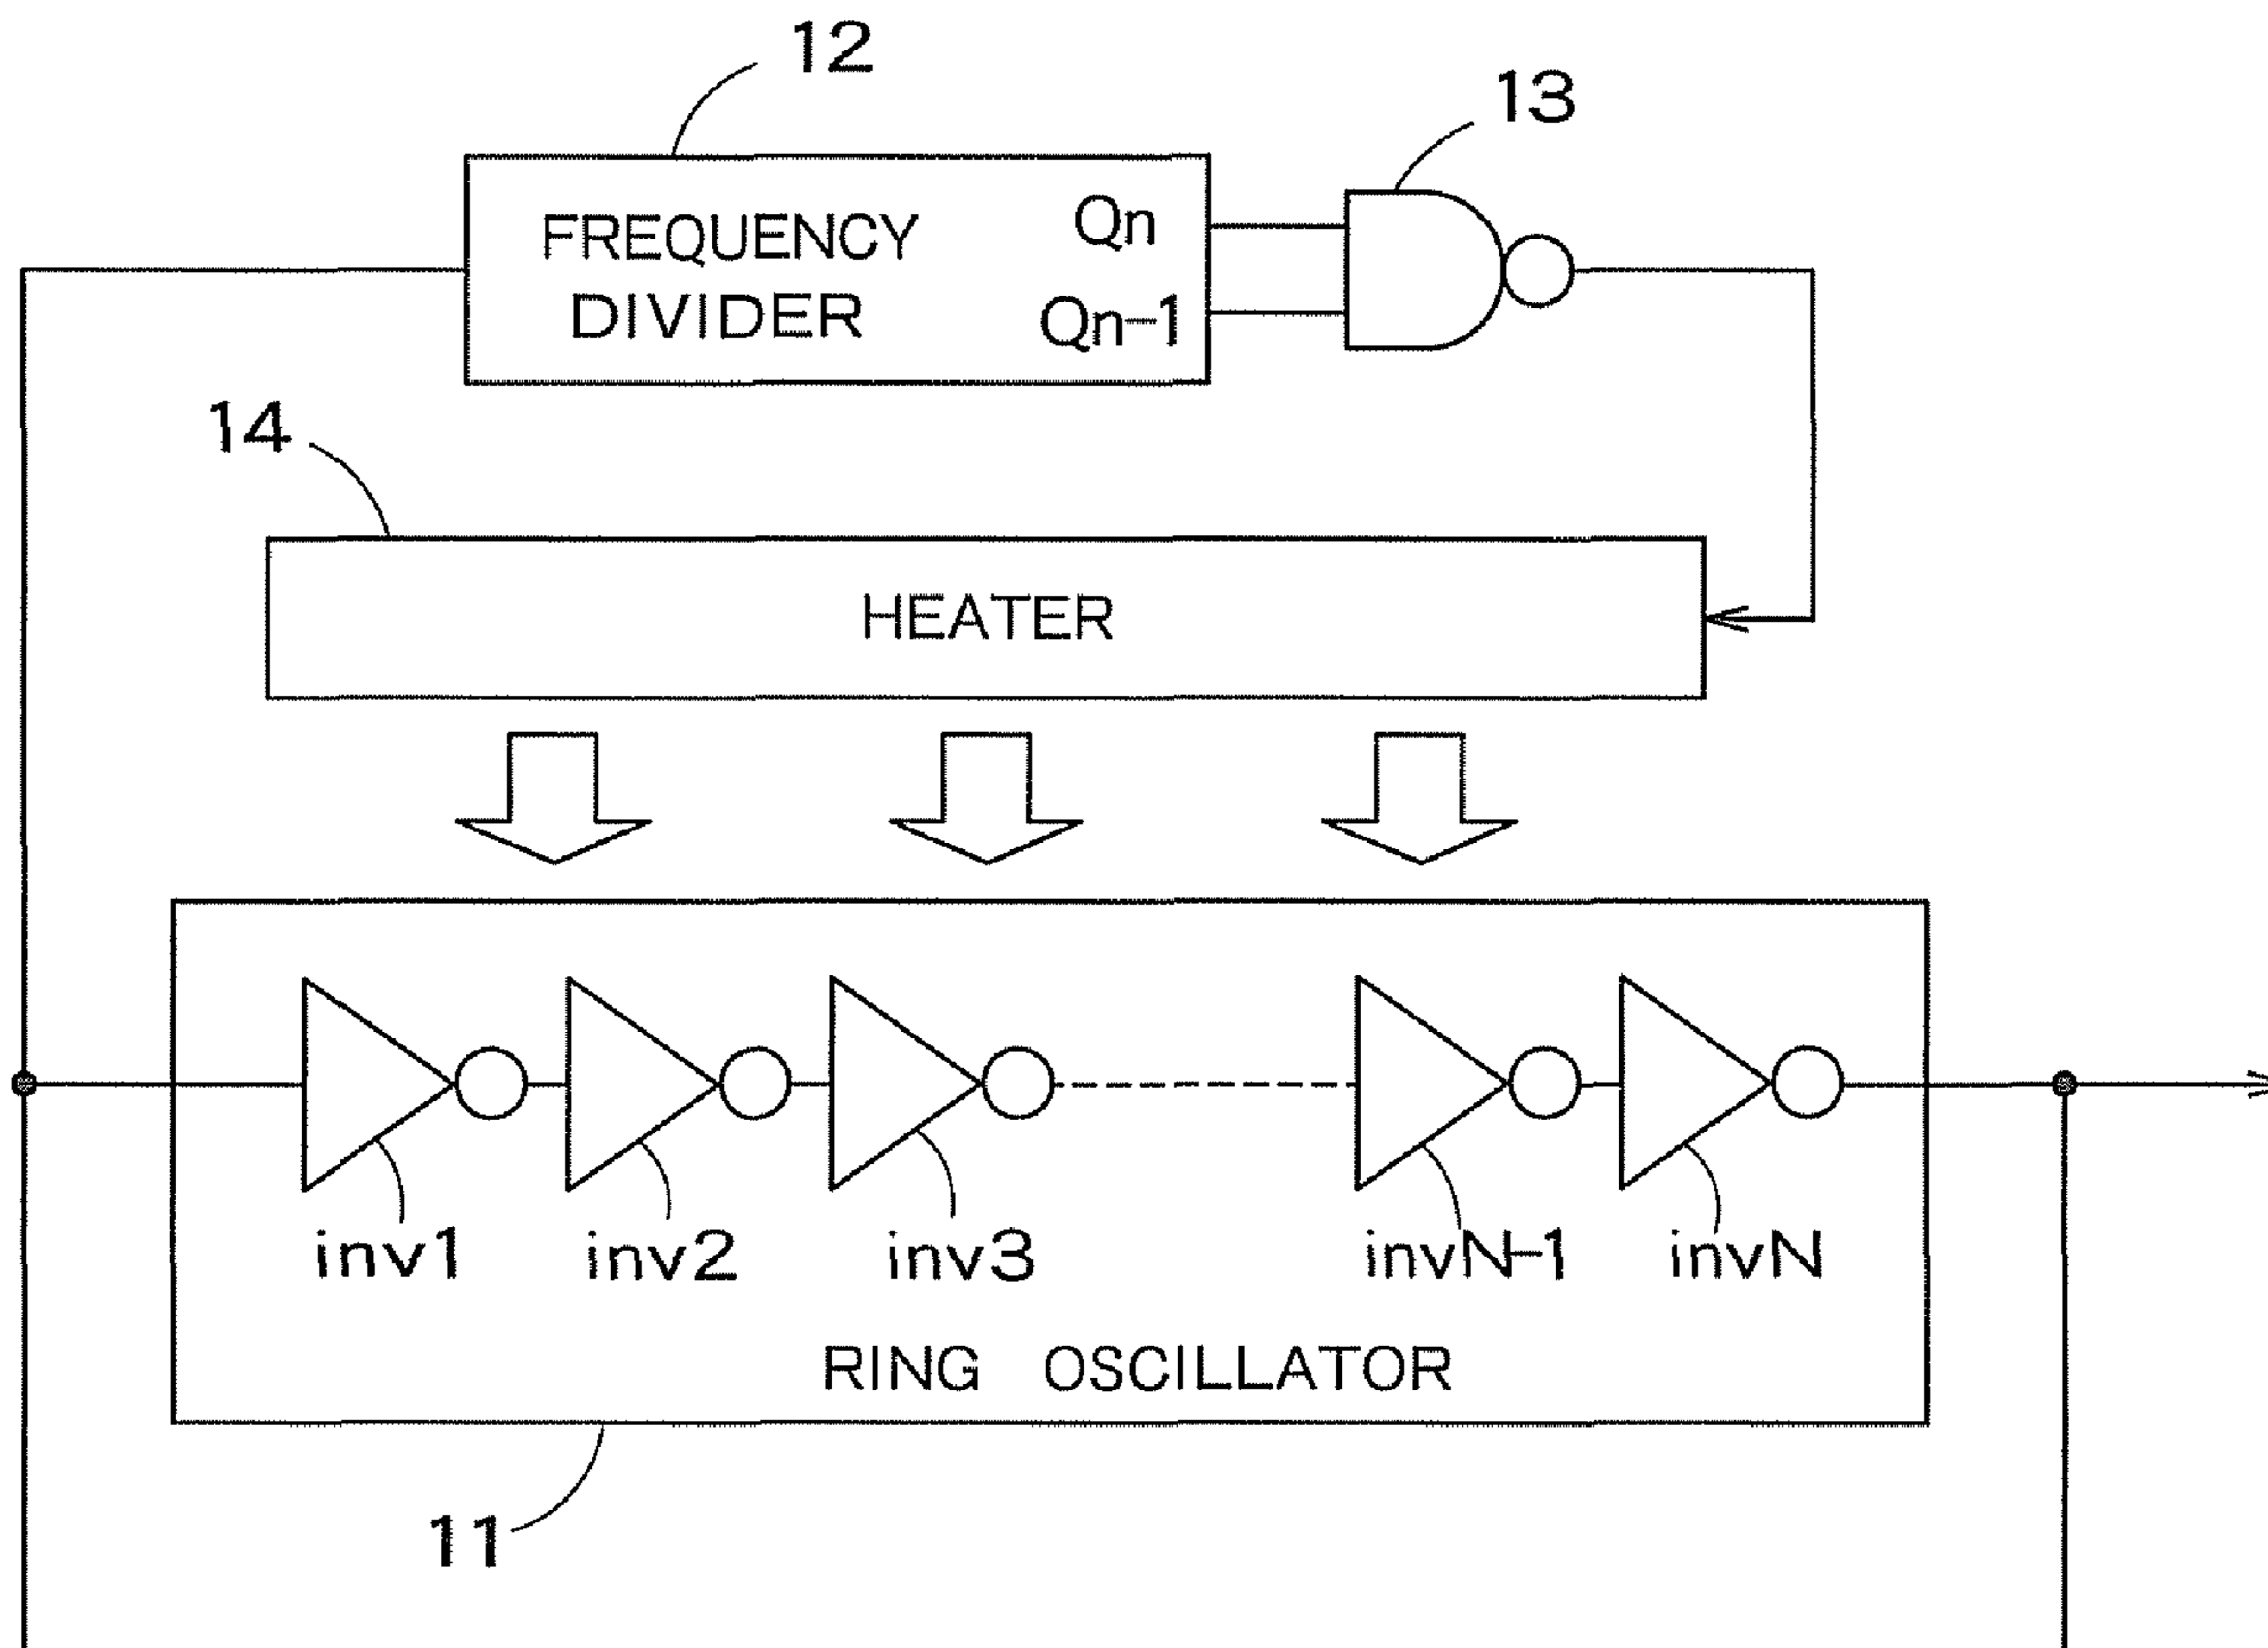 12
13
FREQUENCY
DIVIDER
Qn
Qn-1
14
HEATER
inv1
inv2
inv3
invN-1
invN
RING OSCILLATOR
11